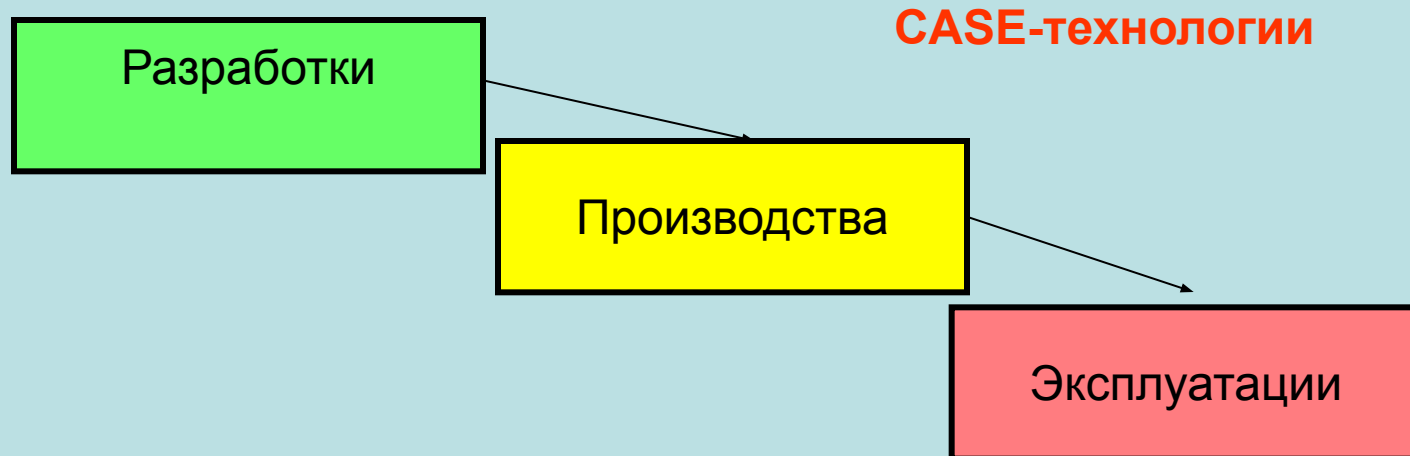 CASE-технологии
Разработки
Производства
Эксплуатации